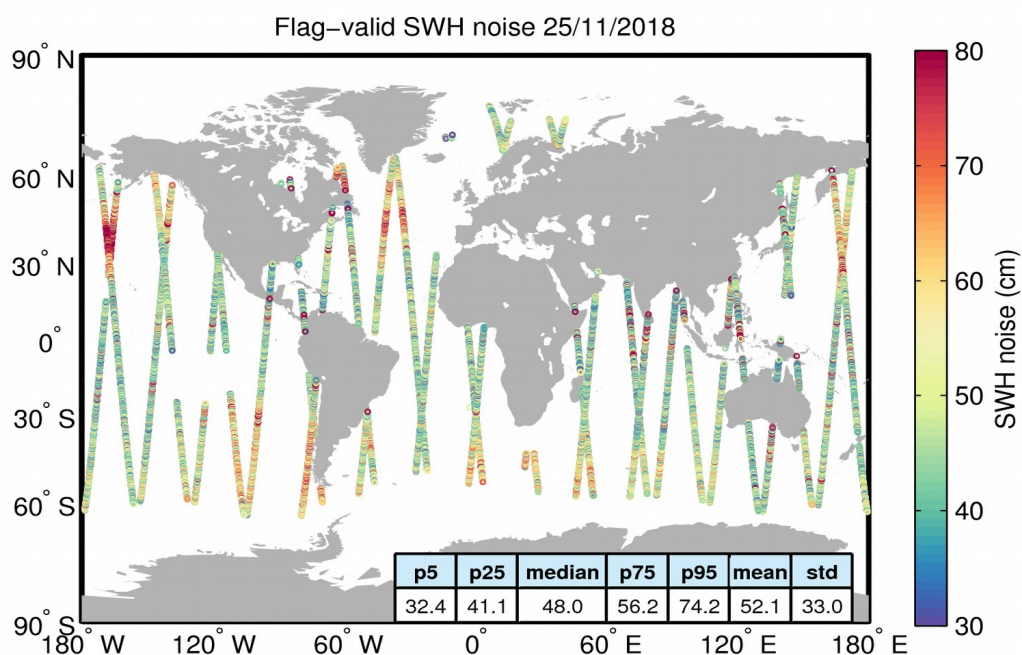 Flag−valid SWH noise 25/11/2018
90° N
60° N
30° N
0°
30° S
60° S
90° S
180° W
120° W
60° W
0°
60° E
120° E
180° E
80
70
60
50
40
30
SWH noise (cm)
p5 p25 median p75 p95 mean std
32.4 41.1 48.0 56.2 74.2 52.1 33.0